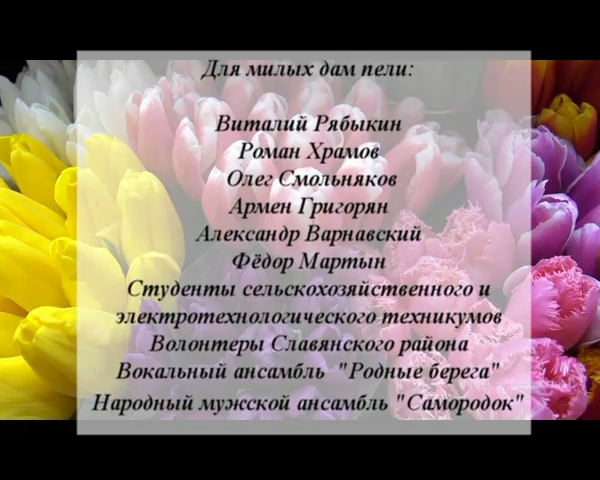 Для милых дам пели:
Виталий Рябыкин
Роман Храмов
Олег Смольняков
Армен Григорян
Александр Варнавский
Фёдор Мартын
Студенты сельскохозяйственного и
электротехнологического техникумов
Волонтеры Славянского района
Вокальный ансамбль "Родные берега"
Народный мужской ансамбль "Самородок"